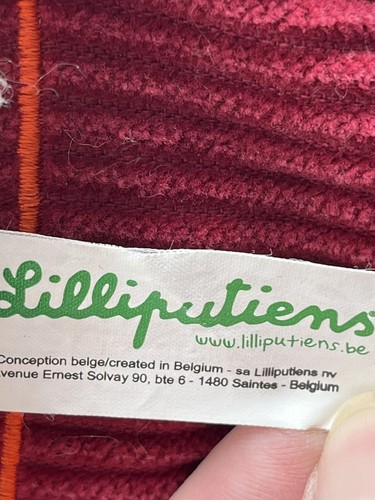 Lilliputiens
www.lilliputiens.be
Conception belge/created in Belgium - sa Lilliputiens nv
Avenue Ernest Solvay 90, bte 6 - 1480 Saintes - Belgium